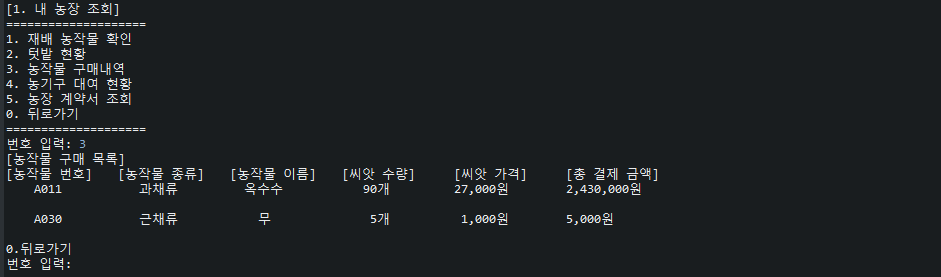 [1. 내 농장 조회]
====================
1. 재배 농작물 확인
2. 텃밭 현황
3. 농작물 구매내역
4. 농기구 대여 현황
5. 농장 계약서 조회
0. 뒤로가기
====================
번호 입력: 3
[농작물 구매 목록]
[농작물 번호] [농작물 종류] [농작물 이름] [씨앗 수량] [씨앗 가격] [총 결제 금액]
A011 과채류 옥수수 90개 27,000원 2,430,000원
A030 근채류 무 5개 1,000원 5,000원
0.뒤로가기
번호 입력: